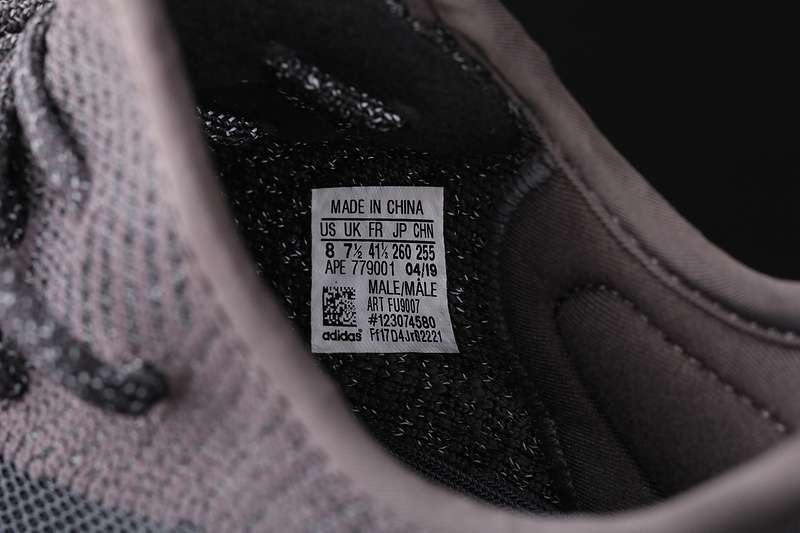 MADE IN CHINA
US UK FR JP CHN
8 7½ 41⅓ 260 255
APE 779001 04/19
MALE/MÂLE
ART FU9007
#123074580
adidas® Ff17D4Jr82221